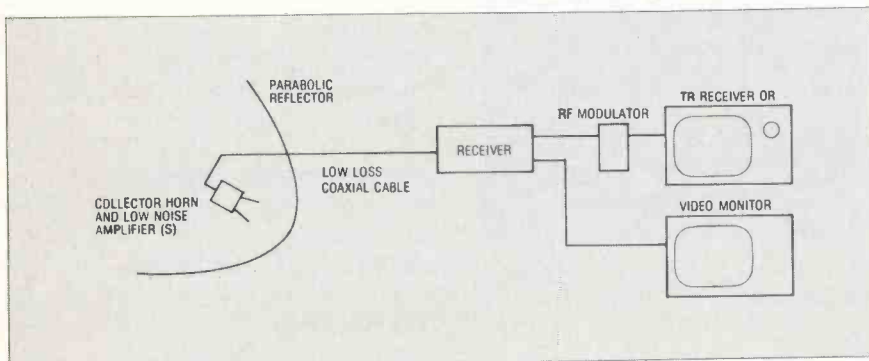 PARABOLIC
REFLECTOR
COLLECTOR HORN
AND LOW NOISE
AMPLIFIER (S)
LOW LOSS
COAXIAL CABLE
RECEIVER
RF MODULATOR
TR RECEIVER OR
VIDEO MONITOR